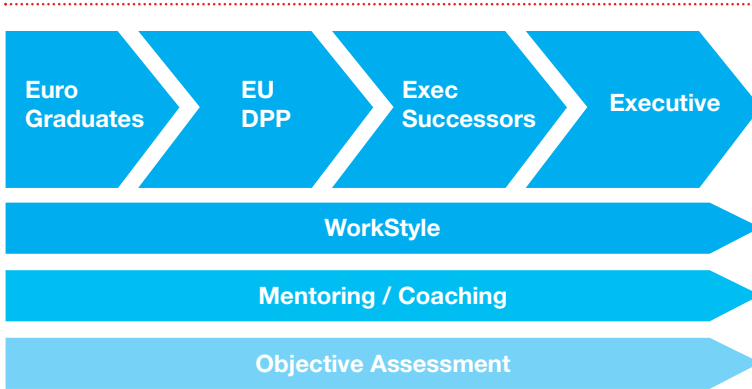 Euro
Graduates
EU
DPP
Exec
Successors
Executive
WorkStyle
Mentoring / Coaching
Objective Assessment